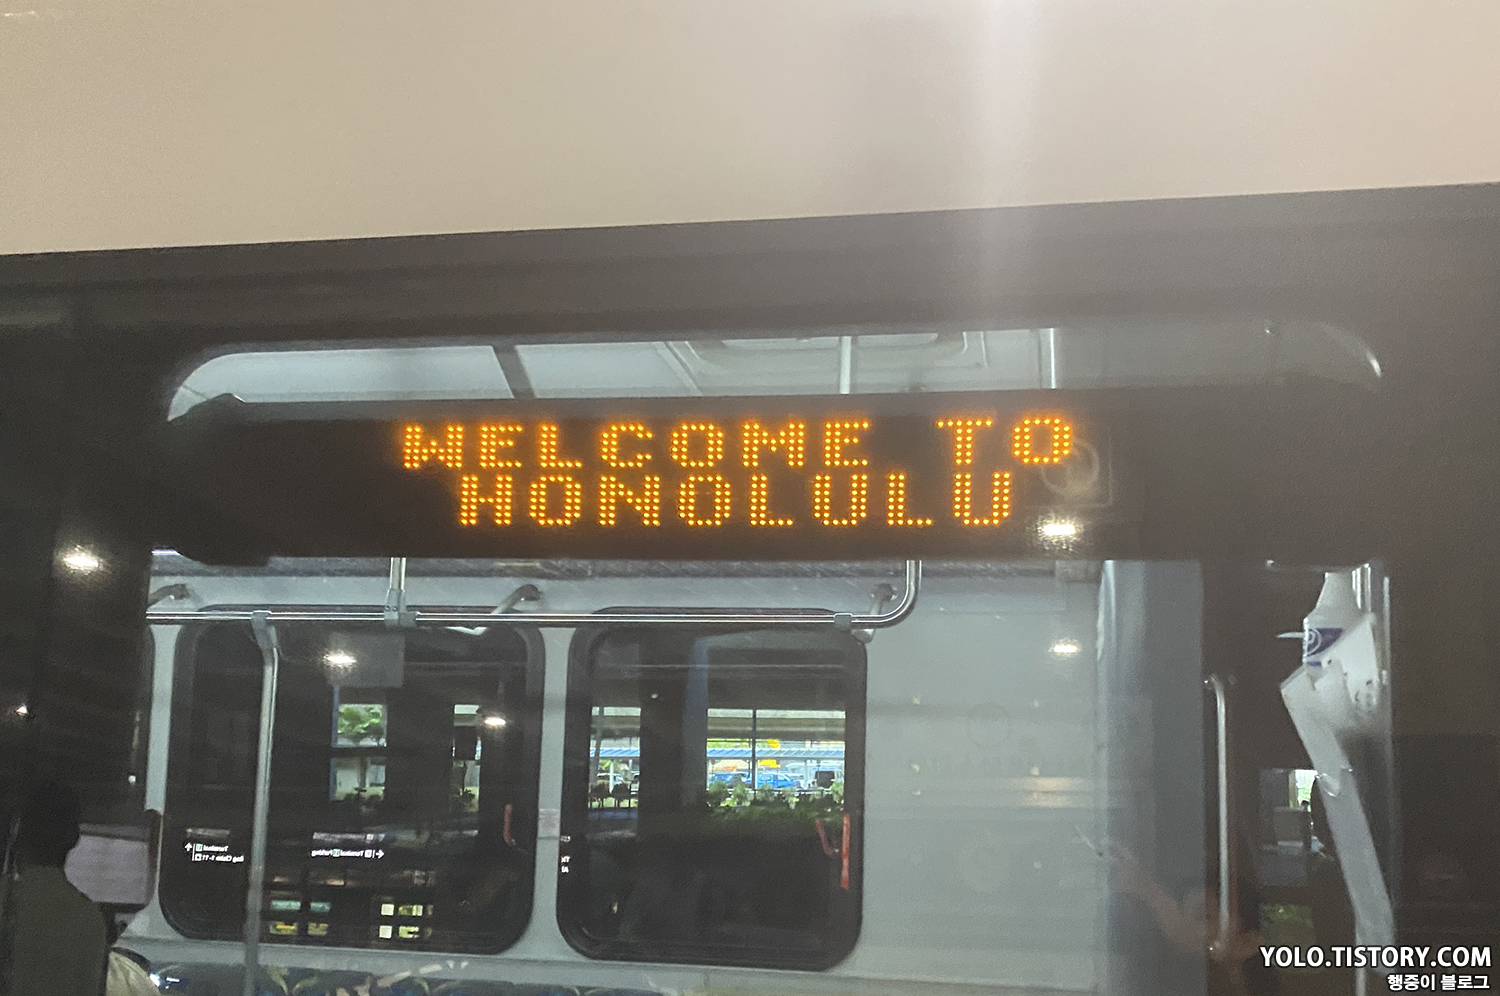 WELCOME TO
HONOLULU
YOLO.TISTORY.COM
행중이 블로그